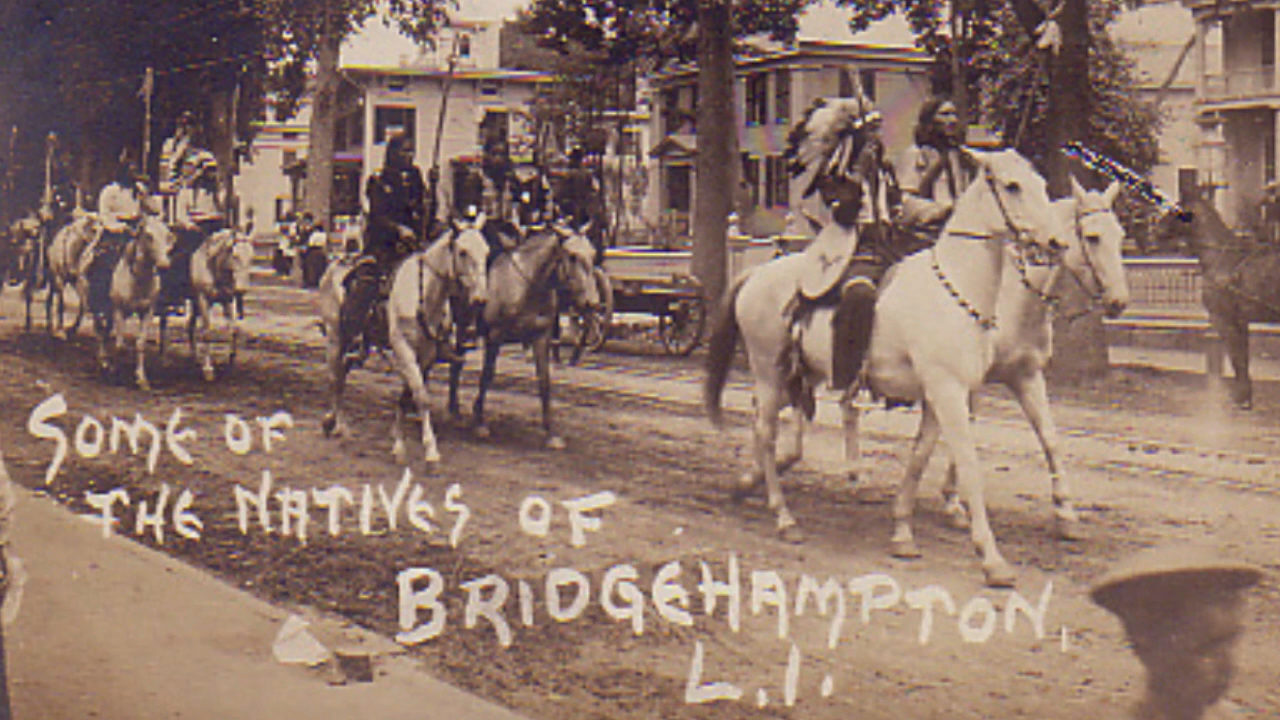 SOME OF
THE NATIVES OF
BRIDGEHAMPTON,
L.I.